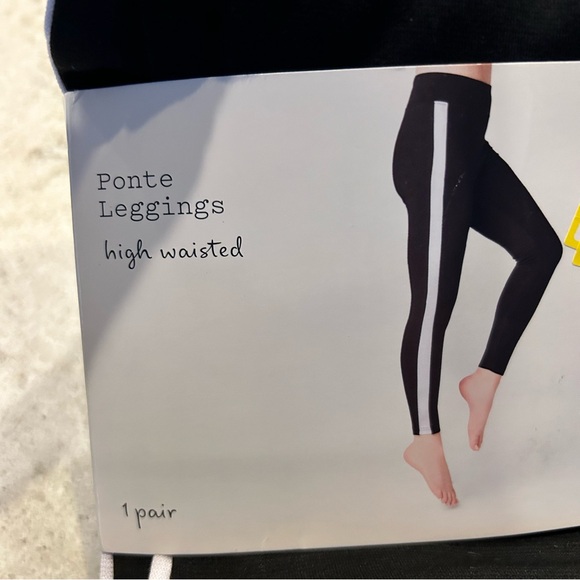 Ponte
Leggings
high waisted
1 pair